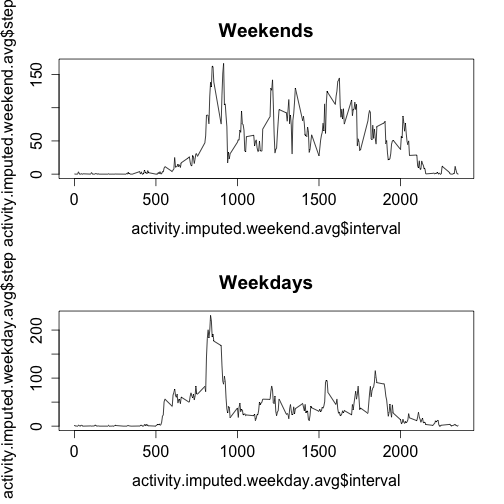 Weekends
activity.imputed.weekend.avg$step
0 50 150
0 500 1000 1500 2000
activity.imputed.weekend.avg$interval
Weekdays
activity.imputed.weekday.avg$step
0 100 200
0 500 1000 1500 2000
activity.imputed.weekday.avg$interval